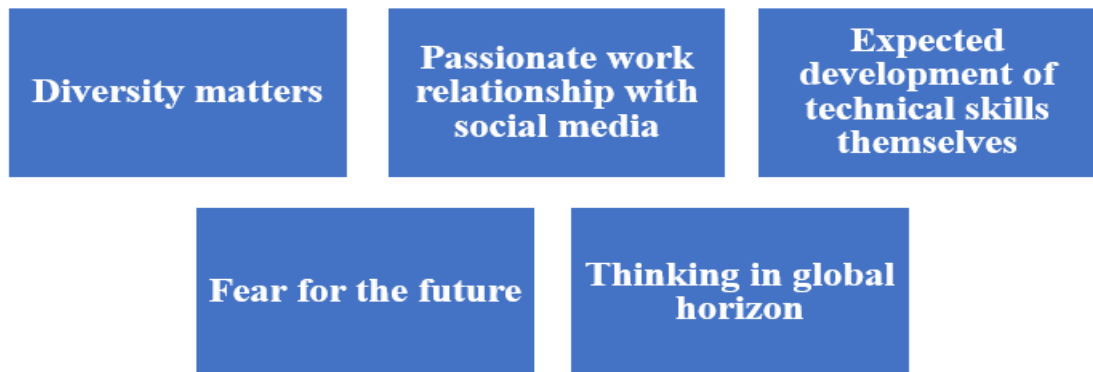 Diversity matters
Passionate work
relationship with
social media
Expected
development of
technical skills
themselves
Fear for the future
Thinking in global
horizon